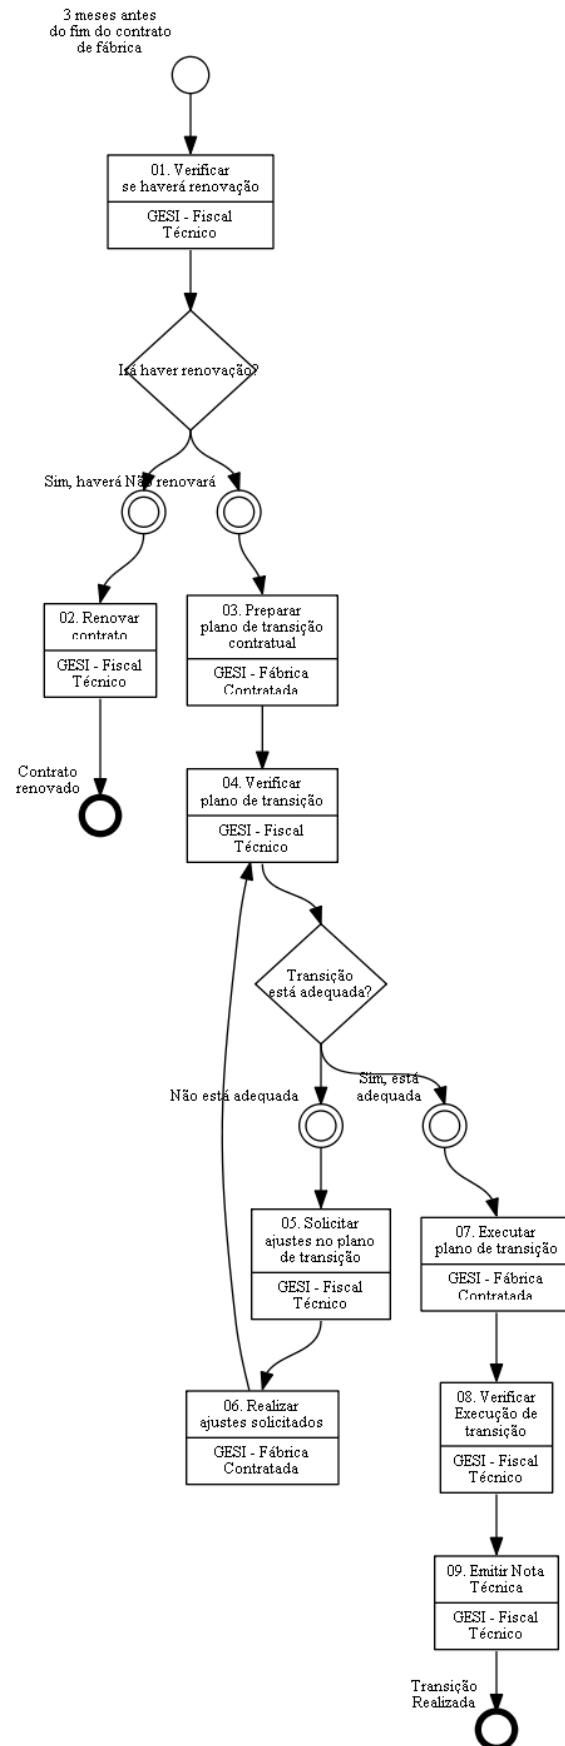 3 meses antes
do fim do contrato
de fábrica
01. Verificar
se haverá renovação
GESI - Fiscal
Técnico
Irá haver renovação?
Sim, haverá
Não renovará
02. Renovar
contrato
GESI - Fiscal
Técnico
03. Preparar
plano de transição
contratual
GESI - Fábrica
Contratada
Contrato
renovado
04. Verificar
plano de transição
GESI - Fiscal
Técnico
Transição
está adequada?
Não está adequada
Sim, está
adequada
05. Solicitar
ajustes no plano
de transição
GESI - Fiscal
Técnico
07. Executar
plano de transição
GESI - Fábrica
Contratada
06. Realizar
ajustes solicitados
GESI - Fábrica
Contratada
08. Verificar
Execução de
transição
GESI - Fiscal
Técnico
09. Emitir Nota
Técnica
GESI - Fiscal
Técnico
Transição
Realizada